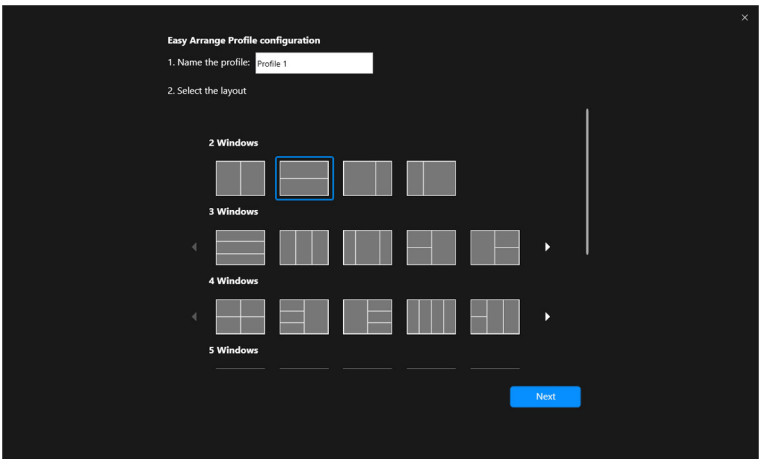 Easy Arrange Profile configuration
1. Name the profile: Profile 1
2. Select the layout
2 Windows
3 Windows
4 Windows
5 Windows
Next